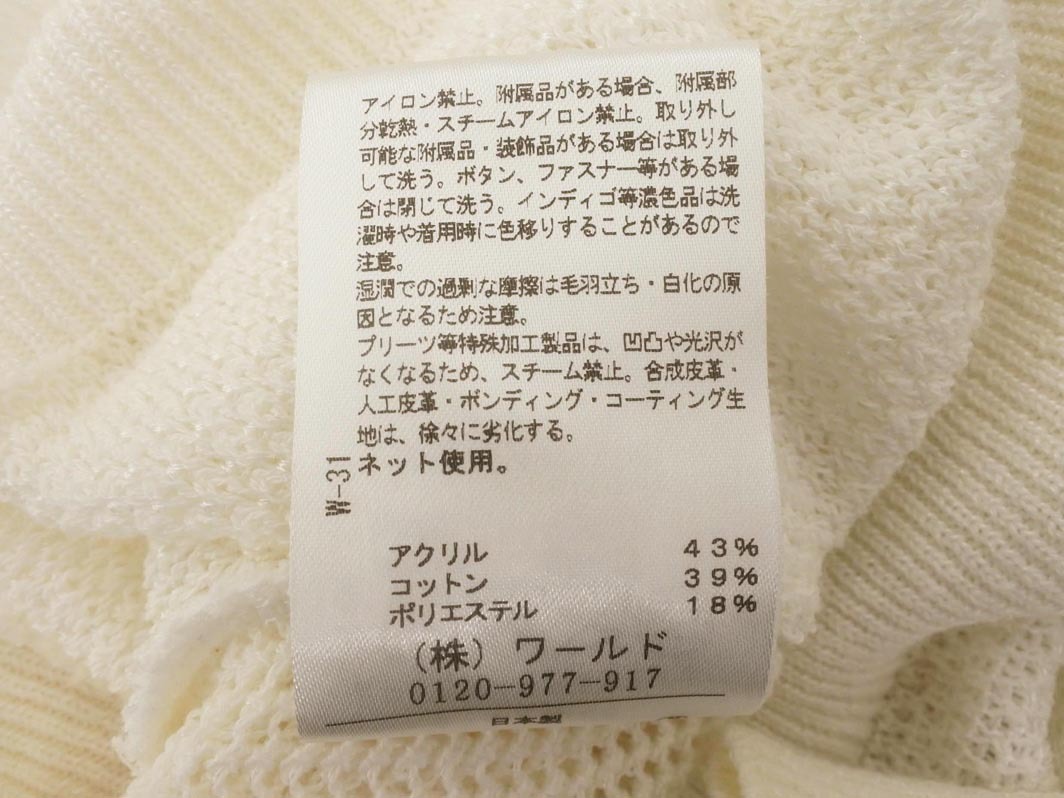 アイロン禁止。附属品がある場合、附属部
分乾熱・スチームアイロン禁止。取り外し
可能な附属品・装飾品がある場合は取り外
して洗う。ボタン、ファスナー等がある場
合は閉じて洗う。インディゴ等濃色品は洗
濯時や着用時に色移りすることがあるので
注意。
湿潤での過剰な摩擦は毛羽立ち・白化の原
因となるため注意。
プリーツ等特殊加工製品は、凹凸や光沢が
なくなるため、スチーム禁止。合成皮革・
人工皮革・ボンディング・コーティング生
地は、徐々に劣化する。
ネット使用。
W-31
アクリル 43%
コットン 39%
ポリエステル 18%
(株) ワールド
0120-977-917
日本製